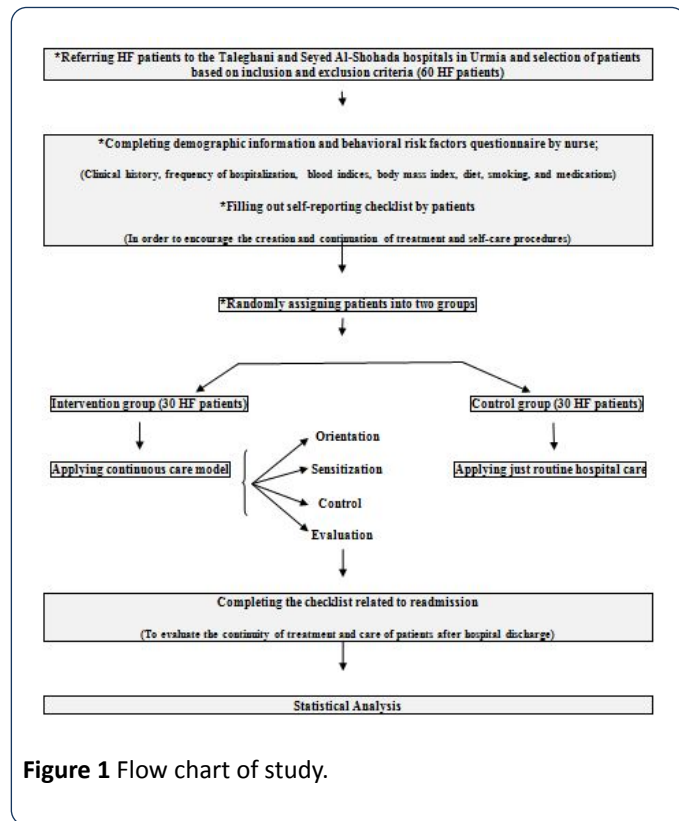 *Referring HF patients to the Taleghani and Seyed Al-Shohada hospitals in Urmia and selection of patients
based on inclusion and exclusion criteria (60 HF patients)
*Completing demographic information and behavioral risk factors questionnaire by nurse;
(Clinical history, frequency of hospitalization, blood indices, body mass index, diet, smoking, and medications)
*Filling out self-reporting checklist by patients
(In order to encourage the creation and continuation of treatment and self-care procedures)
*Randomly assigning patients into two groups
Intervention group (30 HF patients)
Control group (30 HF patients)
Applying continuous care model
Orientation
Sensitization
Control
Evaluation
Applying just routine hospital care
Completing the checklist related to readmission
(To evaluate the continuity of treatment and care of patients after hospital discharge)
Statistical Analysis
Figure 1 Flow chart of study.